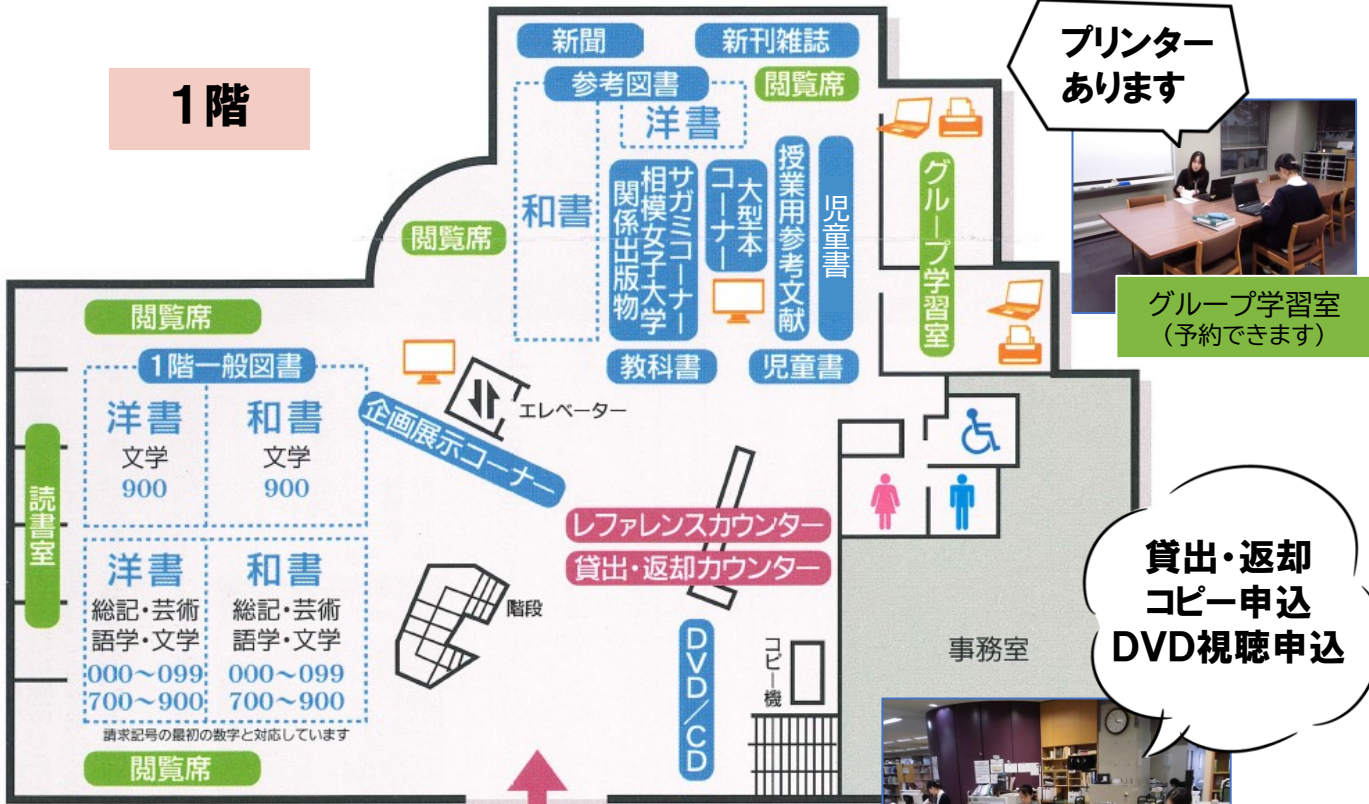 1階
新聞
新刊雑誌
参考図書
閲覧席
洋書
和書
閲覧席
サガミコーナー
相模女子大学
関係出版物
大型本
コーナー
授業用参考文献
児童書
グループ学習室
教科書
児童書
プリンター
あります
グループ学習室
(予約できます)
閲覧席
1階一般図書
洋書
文学
900
和書
文学
900
洋書
総記・芸術
語学・文学
000~099
700~900
和書
総記・芸術
語学・文学
000~099
700~900
請求記号の最初の数字と対応しています
閲覧席
読書室
エレベーター
企画展示コーナー
レファレンスカウンター
貸出・返却カウンター
階段
DVD/CD
コピー機
事務室
貸出・返却
コピー申込
DVD視聴申込